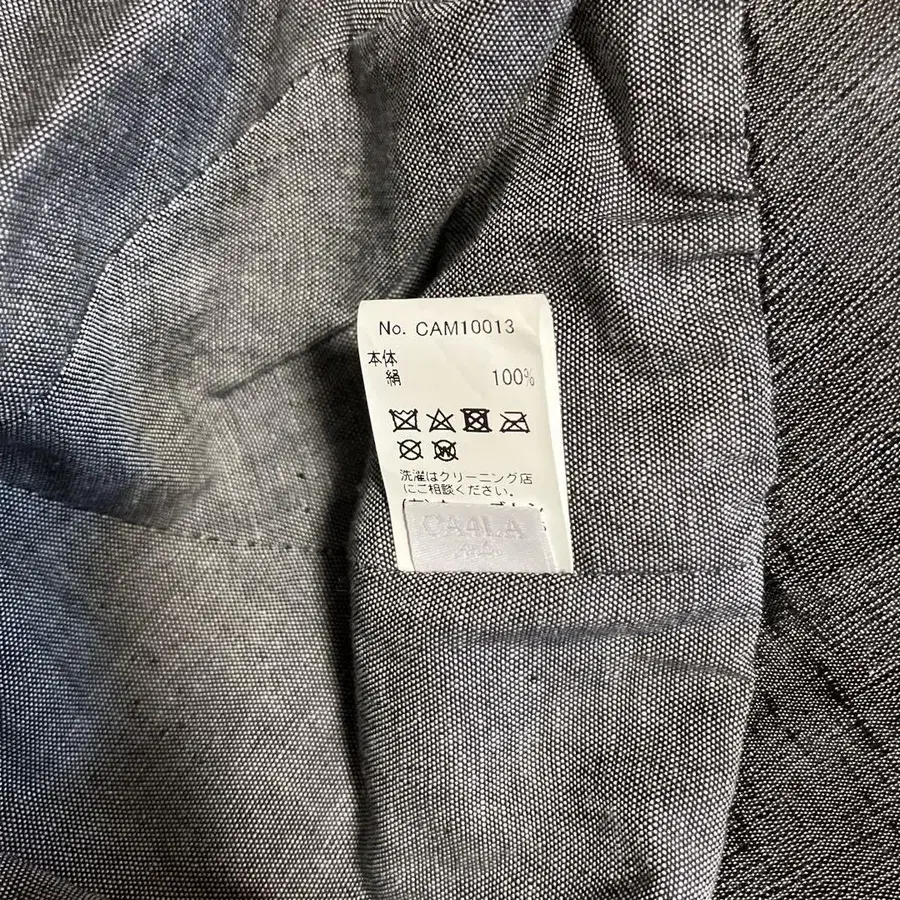 No. CAM10013
本体
絹 100%
洗濯はクリーニング店
にご相談ください。
CA4LA